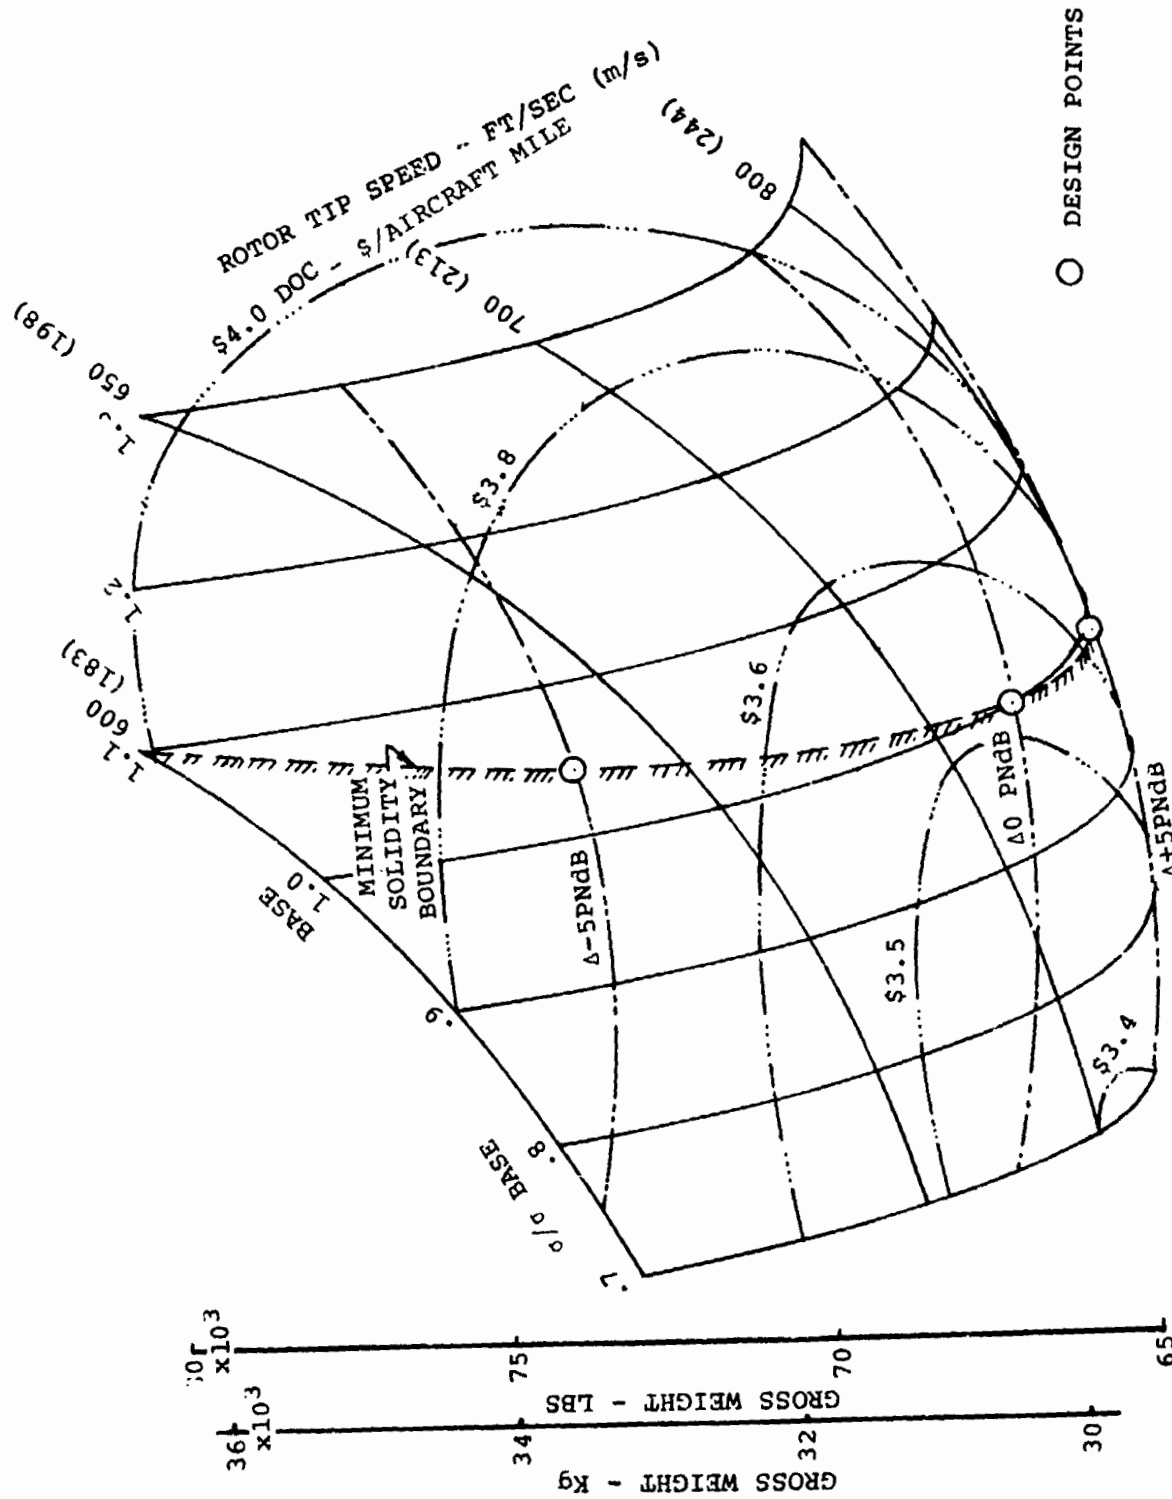 ROTOR TIP SPEED - FT/SEC (m/s)
$4.0 DOC - $/AIRCRAFT MILE
650 (198)
700 (213)
800 (244)
600 (183)
1.2
1.1
BASE
1.0
.9
.8
.7
σ/σ BASE
MINIMUM
SOLIDITY
BOUNDARY
$3.8
$3.6
$3.5
$3.4
Δ-5PNdB
Δ0 PNdB
Δ+5PNdB
DESIGN POINTS
x10³
75
70
65
GROSS WEIGHT - LBS
36
x10³
34
32
30
GROSS WEIGHT - Kg